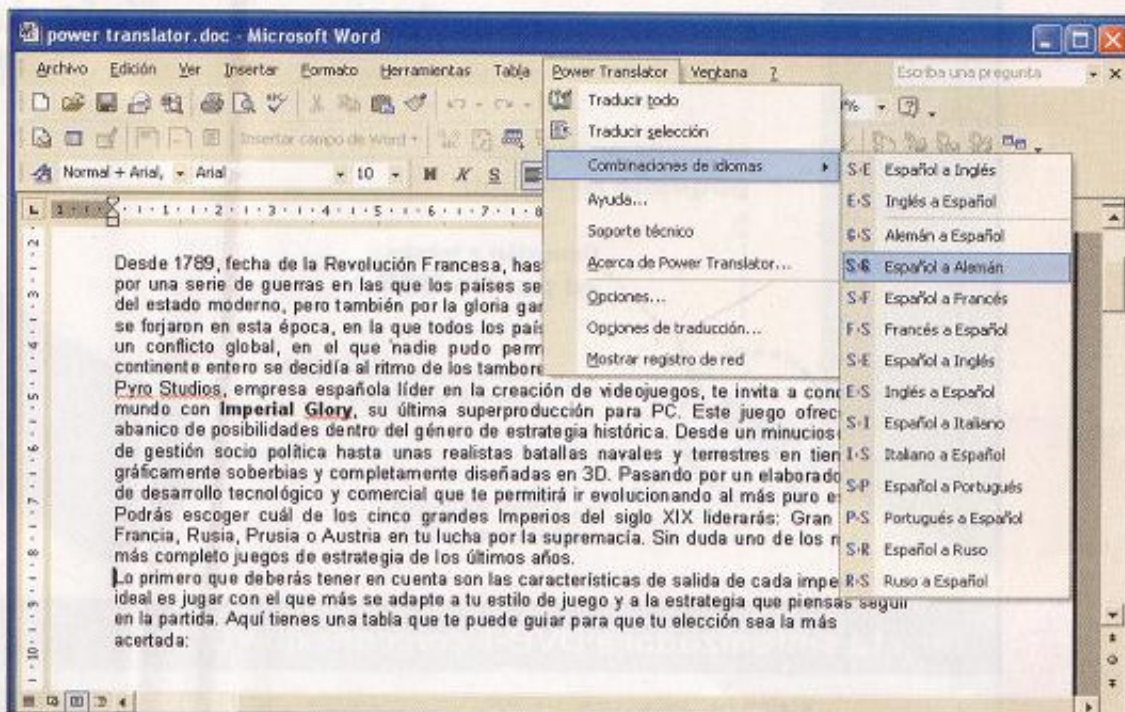 power translator.doc - Microsoft Word
Archivo Edición Ver Insertar Formato Herramientas Tabla Power Translator Ventana ? Escriba una pregunta
Insertar campo de Word
Normal + Arial, Arial 10 N K S
Traducir todo
Traducir selección
Combinaciones de idiomas
Ayuda...
Soporte técnico
Acerca de Power Translator...
Opciones...
Opciones de traducción...
Mostrar registro de red
S-E Español a Inglés
E-S Inglés a Español
G-S Alemán a Español
S-G Español a Alemán
S-F Español a Francés
F-S Francés a Español
S-E Español a Inglés
E-S Inglés a Español
S-I Español a Italiano
I-S Italiano a Español
S-P Español a Portugués
P-S Portugués a Español
S-R Español a Ruso
R-S Ruso a Español
Desde 1789, fecha de la Revolución Francesa, has
por una serie de guerras en las que los países se
del estado moderno, pero también por la gloria gar
se forjaron en esta época, en la que todos los paí
un conflicto global, en el que nadie pudo perm
continente entero se decidía al ritmo de los tambore
Pyro Studios, empresa española líder en la creación de videojuegos, te invita a cono
mundo con Imperial Glory, su última superproducción para PC. Este juego ofrec
abanico de posibilidades dentro del género de estrategia histórica. Desde un minucios
de gestión socio política hasta unas realistas batallas navales y terrestres en tien
gráficamente soberbias y completamente diseñadas en 3D. Pasando por un elaborado
de desarrollo tecnológico y comercial que te permitirá ir evolucionando al más puro e
Podrás escoger cuál de los cinco grandes Imperios del siglo XIX liderarás: Gran
Francia, Rusia, Prusia o Austria en tu lucha por la supremacía. Sin duda uno de los
más completo juegos de estrategia de los últimos años.
Lo primero que deberás tener en cuenta son las características de salida de cada impe
ideal es jugar con el que más se adapte a tu estilo de juego y a la estrategia que piensas seguir
en la partida. Aquí tienes una tabla que te puede guiar para que tu elección sea la más
acertada: